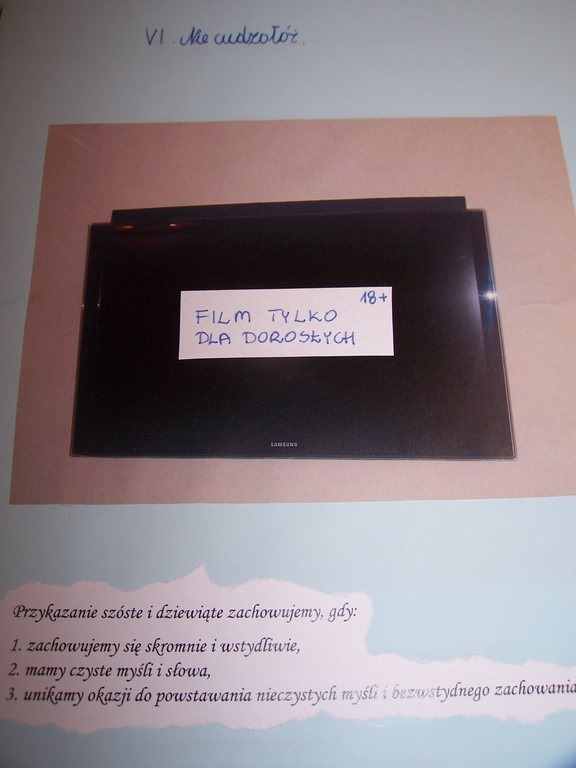 VI. Nie cudzołóż.
18+
FILM TYLKO
DLA DOROSŁYCH
SAMSUNG
Przykazanie szóste i dziewiąte zachowujemy, gdy:
1. zachowujemy się skromnie i wstydliwie,
2. mamy czyste myśli i słowa,
3. unikamy okazji do powstawania nieczystych myśli i bezwstydnego zachowania